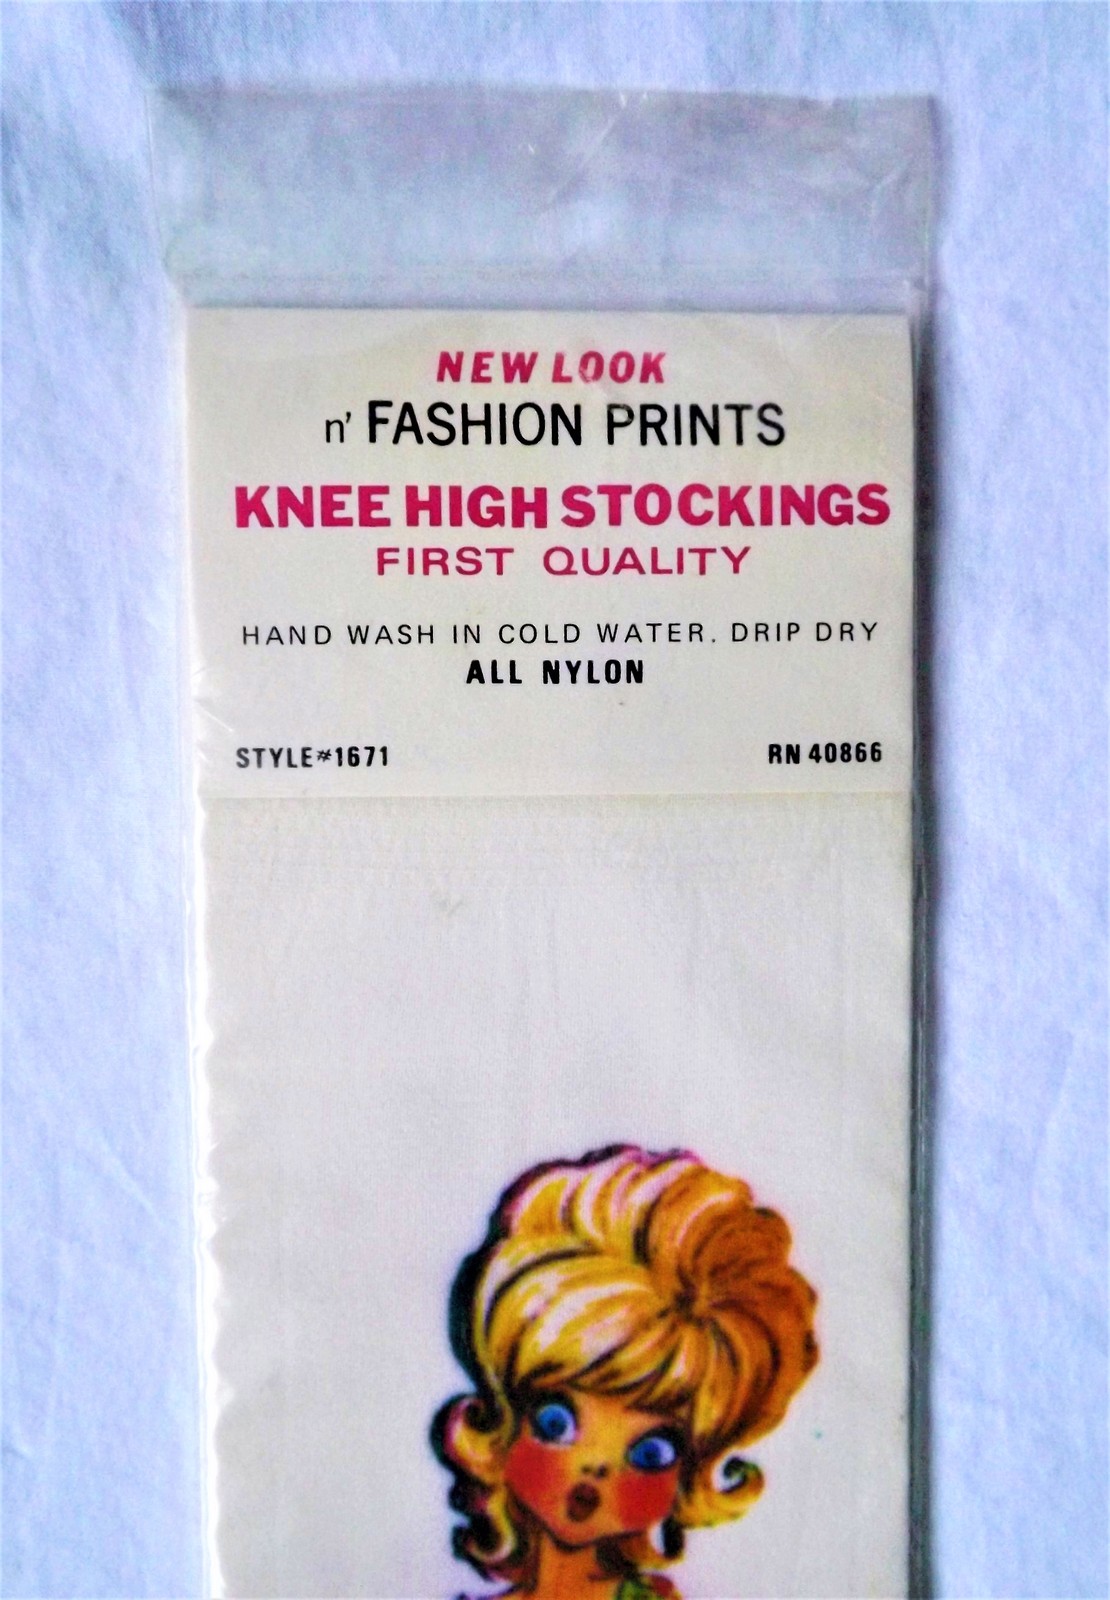 NEW LOOK
n' FASHION PRINTS
KNEE HIGH STOCKINGS
FIRST QUALITY
HAND WASH IN COLD WATER. DRIP DRY
ALL NYLON
STYLE#1671 RN 40866